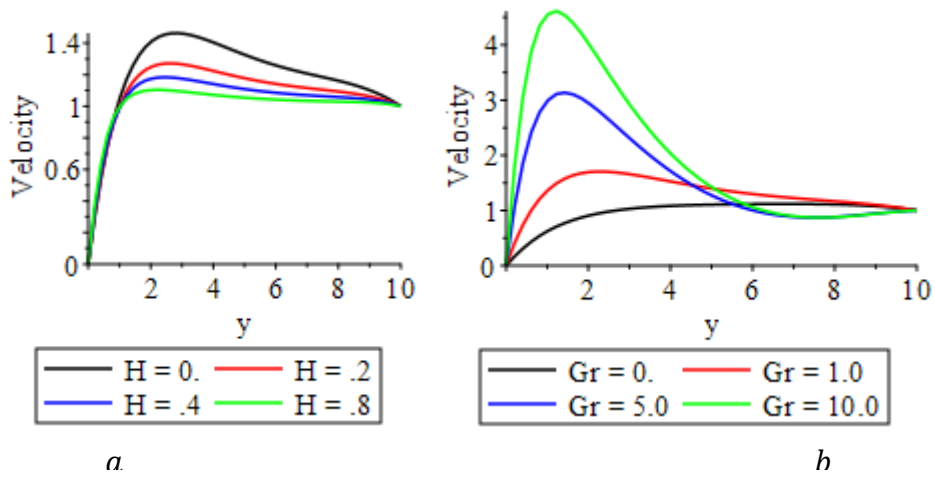 Velocity
1.4
1
0.6
0
2 4 6 8 10
y
H = 0. H = .2
H = .4 H = .8
a
Velocity
4
3
2
1
0
0 2 4 6 8 10
y
Gr = 0. Gr = 1.0
Gr = 5.0 Gr = 10.0
b